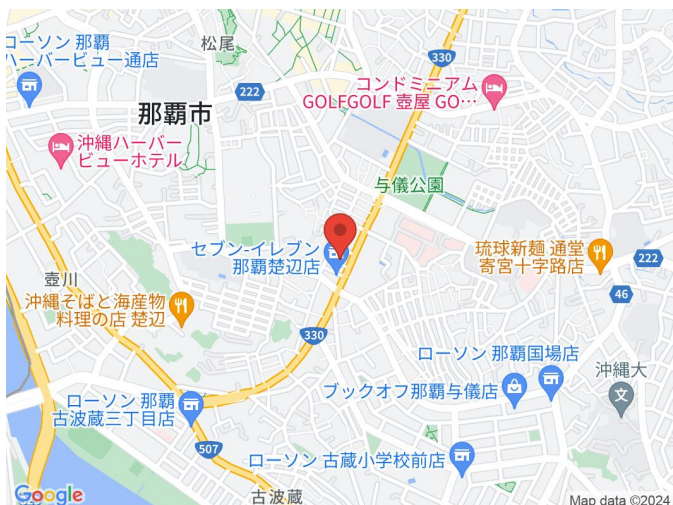 松尾
ローソン 那覇
ハーバービュー通店
330
222
コンドミニアム
GOLFGOLF 壺屋 GO…
那覇市
沖縄ハーバー
ビューホテル
与儀公園
セブン-イレブン
那覇楚辺店
琉球新麺 通堂
寄宮十字路店
222
壺川
46
沖縄そばと海産物
料理の店 楚辺
330
ローソン 那覇国場店
沖縄大
ブックオフ那覇与儀店
ローソン 那覇
古波蔵三丁目店
文
507
ローソン 古蔵小学校前店
Google
古波蔵
Map data ©2024